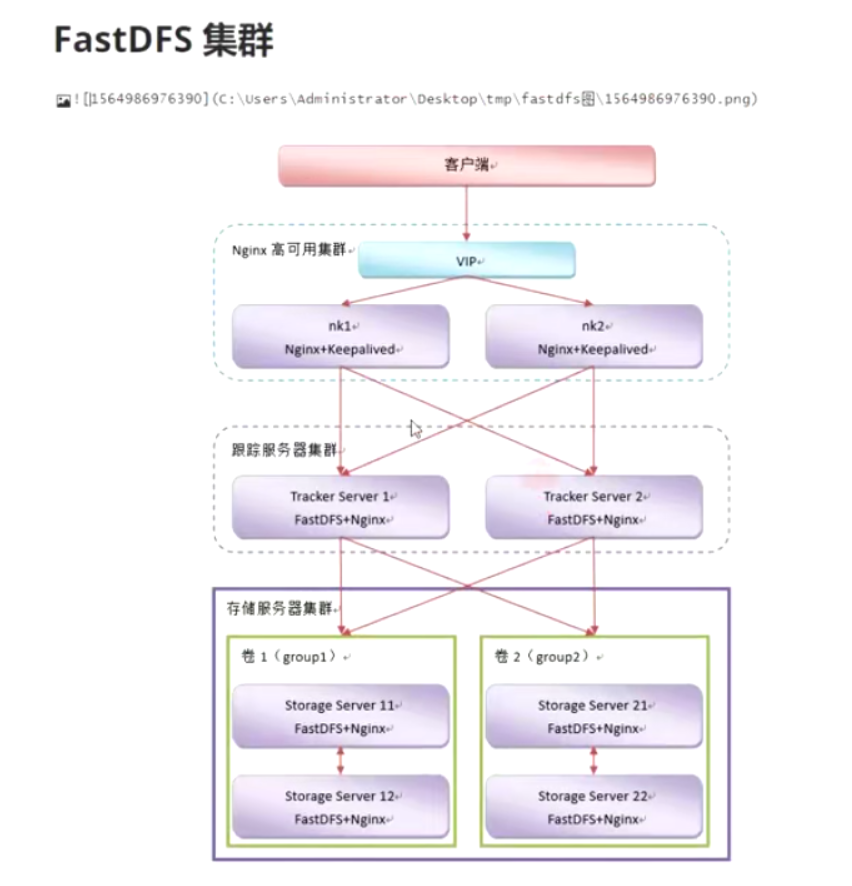 FastDFS 集群
![1564986976390](C:\Users\Administrator\Desktop\tmp\fastdfs图\1564986976390.png)
客户端
Nginx 高可用集群
VIP
nk1
Nginx+Keepalived
nk2
Nginx+Keepalived
跟踪服务器集群
Tracker Server 1
FastDFS+Nginx
Tracker Server 2
FastDFS+Nginx
存储服务器集群
卷 1（group1）
Storage Server 11
FastDFS+Nginx
Storage Server 12
FastDFS+Nginx
卷 2（group2）
Storage Server 21
FastDFS+Nginx
Storage Server 22
FastDFS+Nginx